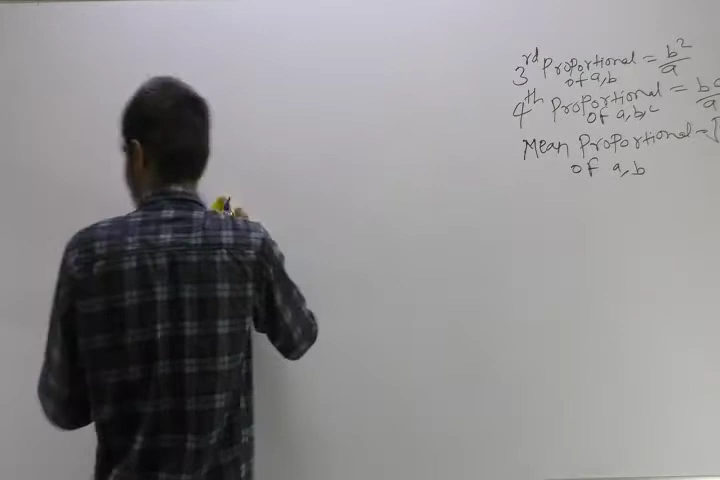 3rd Proportional = b²/a
of a,b
4th Proportional =
of a,b,c
Mean Proportional = √
of a,b